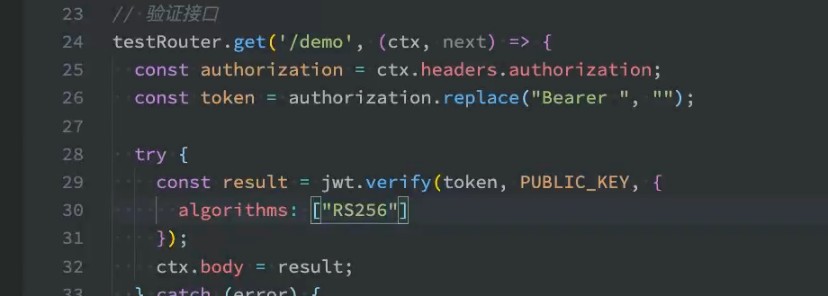 23 // 验证接口
24 testRouter.get('/demo', (ctx, next) => {
25 const authorization = ctx.headers.authorization;
26 const token = authorization.replace("Bearer ", "");
27
28 try {
29 const result = jwt.verify(token, PUBLIC_KEY, {
30 algorithms: ["RS256"]
31 });
32 ctx.body = result;
33 } catch (error) {